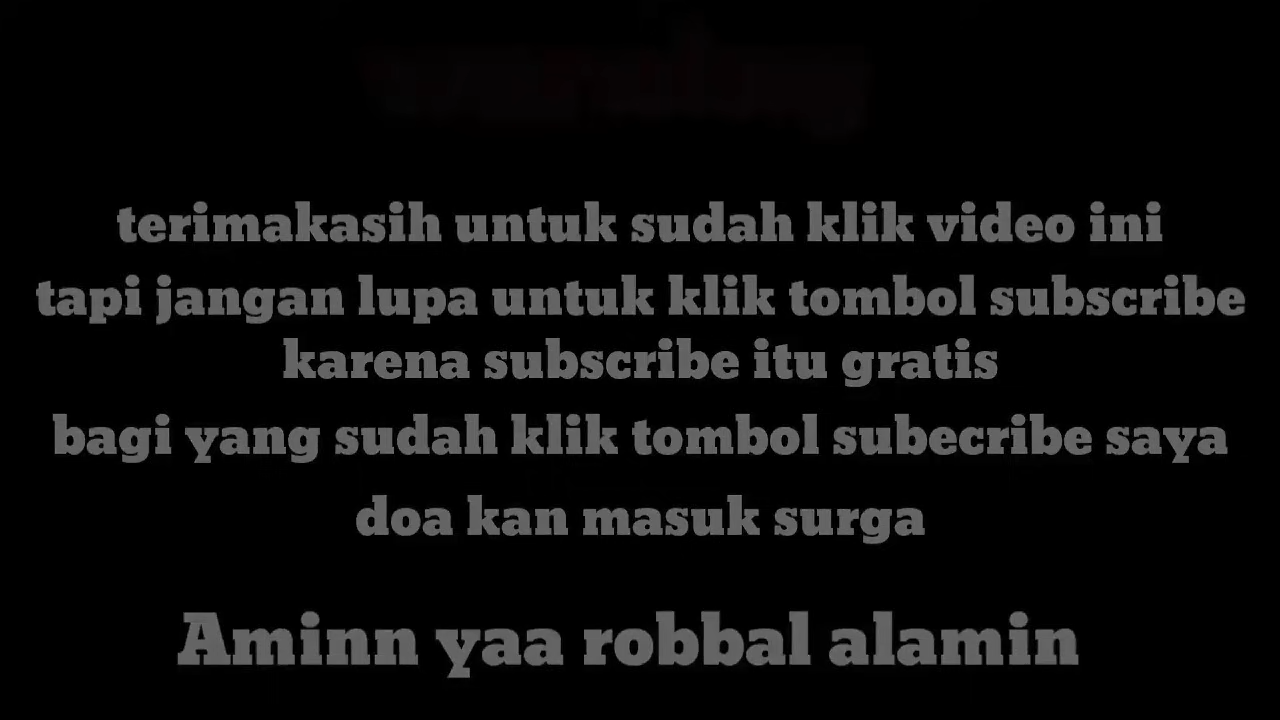 terimakasih untuk sudah klik video ini
tapi jangan lupa untuk klik tombol subscribe
karena subscribe itu gratis
bagi yang sudah klik tombol subecribe saya
doa kan masuk surga
Aminn yaa robbal alamin